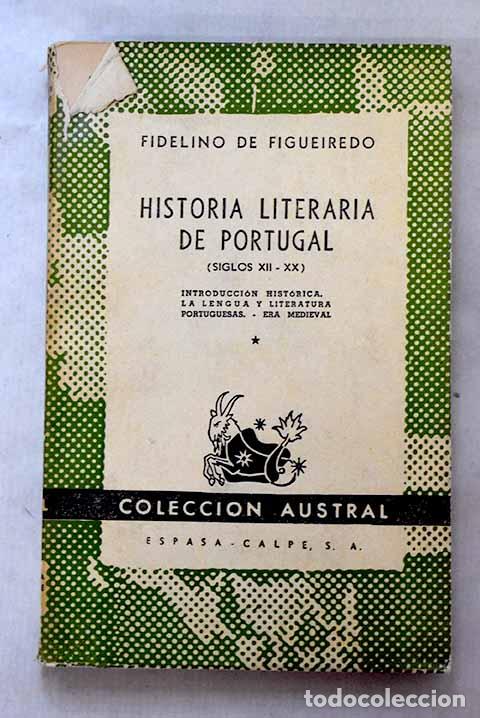 FIDELINO DE FIGUEIREDO
HISTORIA LITERARIA
DE PORTUGAL
(SIGLOS XII - XX)
INTRODUCCIÓN HISTÓRICA.
LA LENGUA Y LITERATURA
PORTUGUESAS. - ERA MEDIEVAL
*
COLECCION AUSTRAL
ESPASA - CALPE, S. A.
todocoleccion